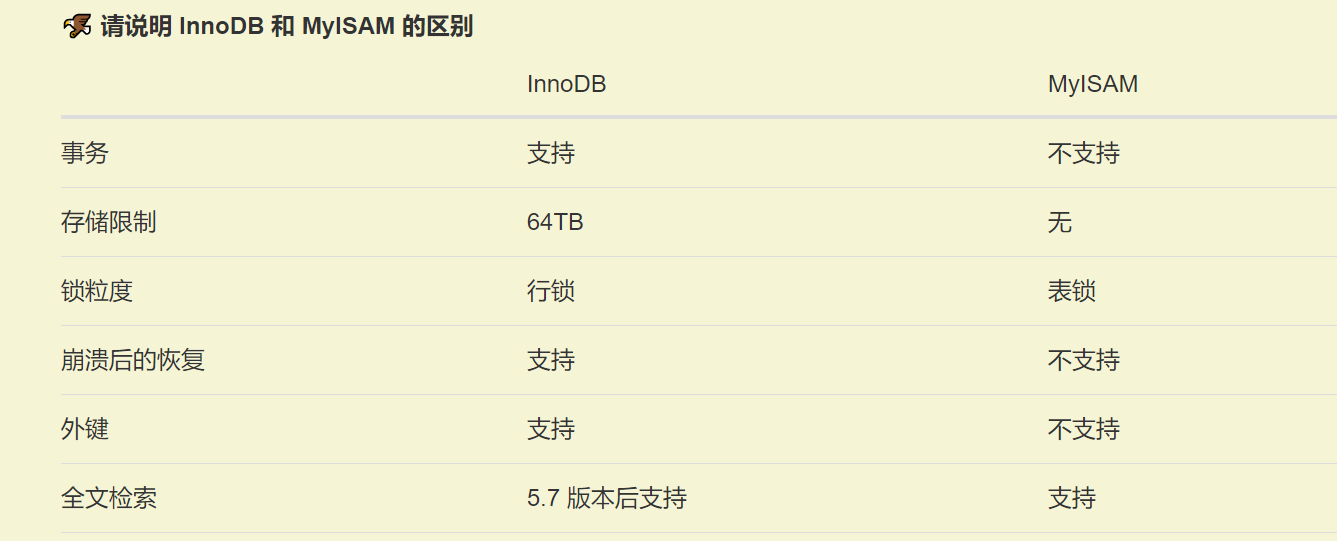 请说明 InnoDB 和 MyISAM 的区别
InnoDB MyISAM
事务 支持 不支持
存储限制 64TB 无
锁粒度 行锁 表锁
崩溃后的恢复 支持 不支持
外键 支持 不支持
全文检索 5.7 版本后支持 支持